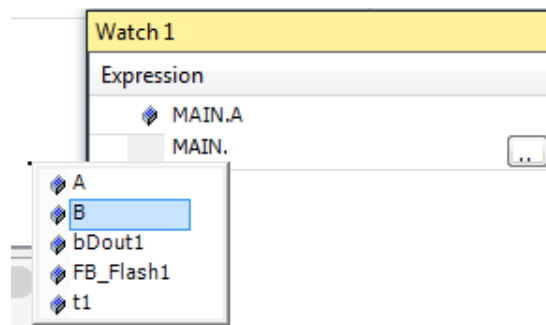 Watch 1
Expression
MAIN.A
MAIN.
..
A
B
bDout1
FB_Flash1
t1